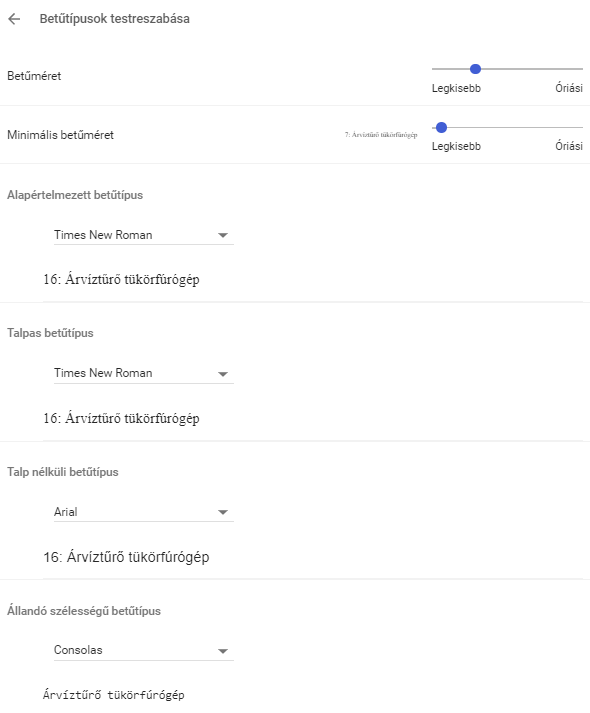 Betűtípusok testreszabása
Betűméret
Legkisebb Óriási
Minimális betűméret
7: Árvíztűrő tükörfúrógép
Legkisebb Óriási
Alapértelmezett betűtípus
Times New Roman
16: Árvíztűrő tükörfúrógép
Talpas betűtípus
Times New Roman
16: Árvíztűrő tükörfúrógép
Talp nélküli betűtípus
Arial
16: Árvíztűrő tükörfúrógép
Állandó szélességű betűtípus
Consolas
Árvíztűrő tükörfúrógép